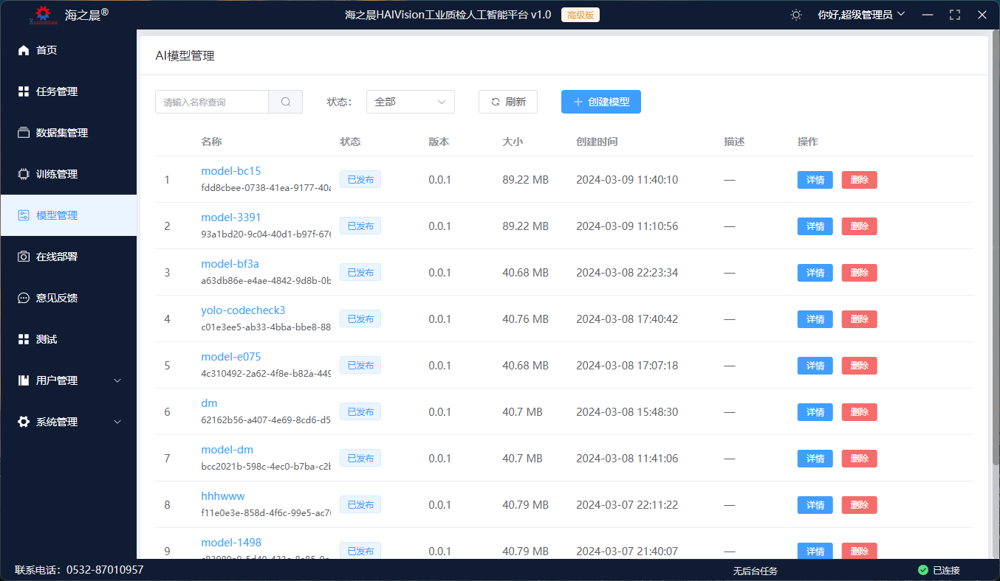 海之晨®
海之晨HAIVision工业质检人工智能平台 v1.0 高级版
你好,超级管理员
首页
任务管理
数据集管理
训练管理
模型管理
在线部署
意见反馈
测试
用户管理
系统管理
AI模型管理
请输入名称查询 状态： 全部 刷新 创建模型
名称 状态 版本 大小 创建时间 描述 操作
1 model-bc15 已发布 0.0.1 89.22 MB 2024-03-09 11:40:10 — 详情 删除
fdd8cbee-0738-41ea-9177-40a
2 model-3391 已发布 0.0.1 89.22 MB 2024-03-09 11:10:56 — 详情 删除
93a1bd20-9c04-40d1-b97f-676
3 model-bf3a 已发布 0.0.1 40.68 MB 2024-03-08 22:23:34 — 详情 删除
a63db86e-e4ae-4842-9d8b-0b
4 yolo-codecheck3 已发布 0.0.1 40.76 MB 2024-03-08 17:40:42 — 详情 删除
c01e3ee5-ab33-4bba-bbe8-88
5 model-e075 已发布 0.0.1 40.68 MB 2024-03-08 17:07:18 — 详情 删除
4c310492-2a62-4f8e-b82a-449
6 dm 已发布 0.0.1 40.7 MB 2024-03-08 15:48:30 — 详情 删除
62162b56-a407-4e69-8cd6-d5
7 model-dm 已发布 0.0.1 40.7 MB 2024-03-08 11:41:06 — 详情 删除
bcc2021b-598c-4ec0-b7ba-c2b
8 hhhwww 已发布 0.0.1 40.79 MB 2024-03-07 22:11:22 — 详情 删除
f11e0e3e-858d-4f6c-99e5-ac7
9 model-1498 已发布 0.0.1 40.79 MB 2024-03-07 21:40:07 — 详情 删除
联系电话：0532-87010957
无后台任务
已连接